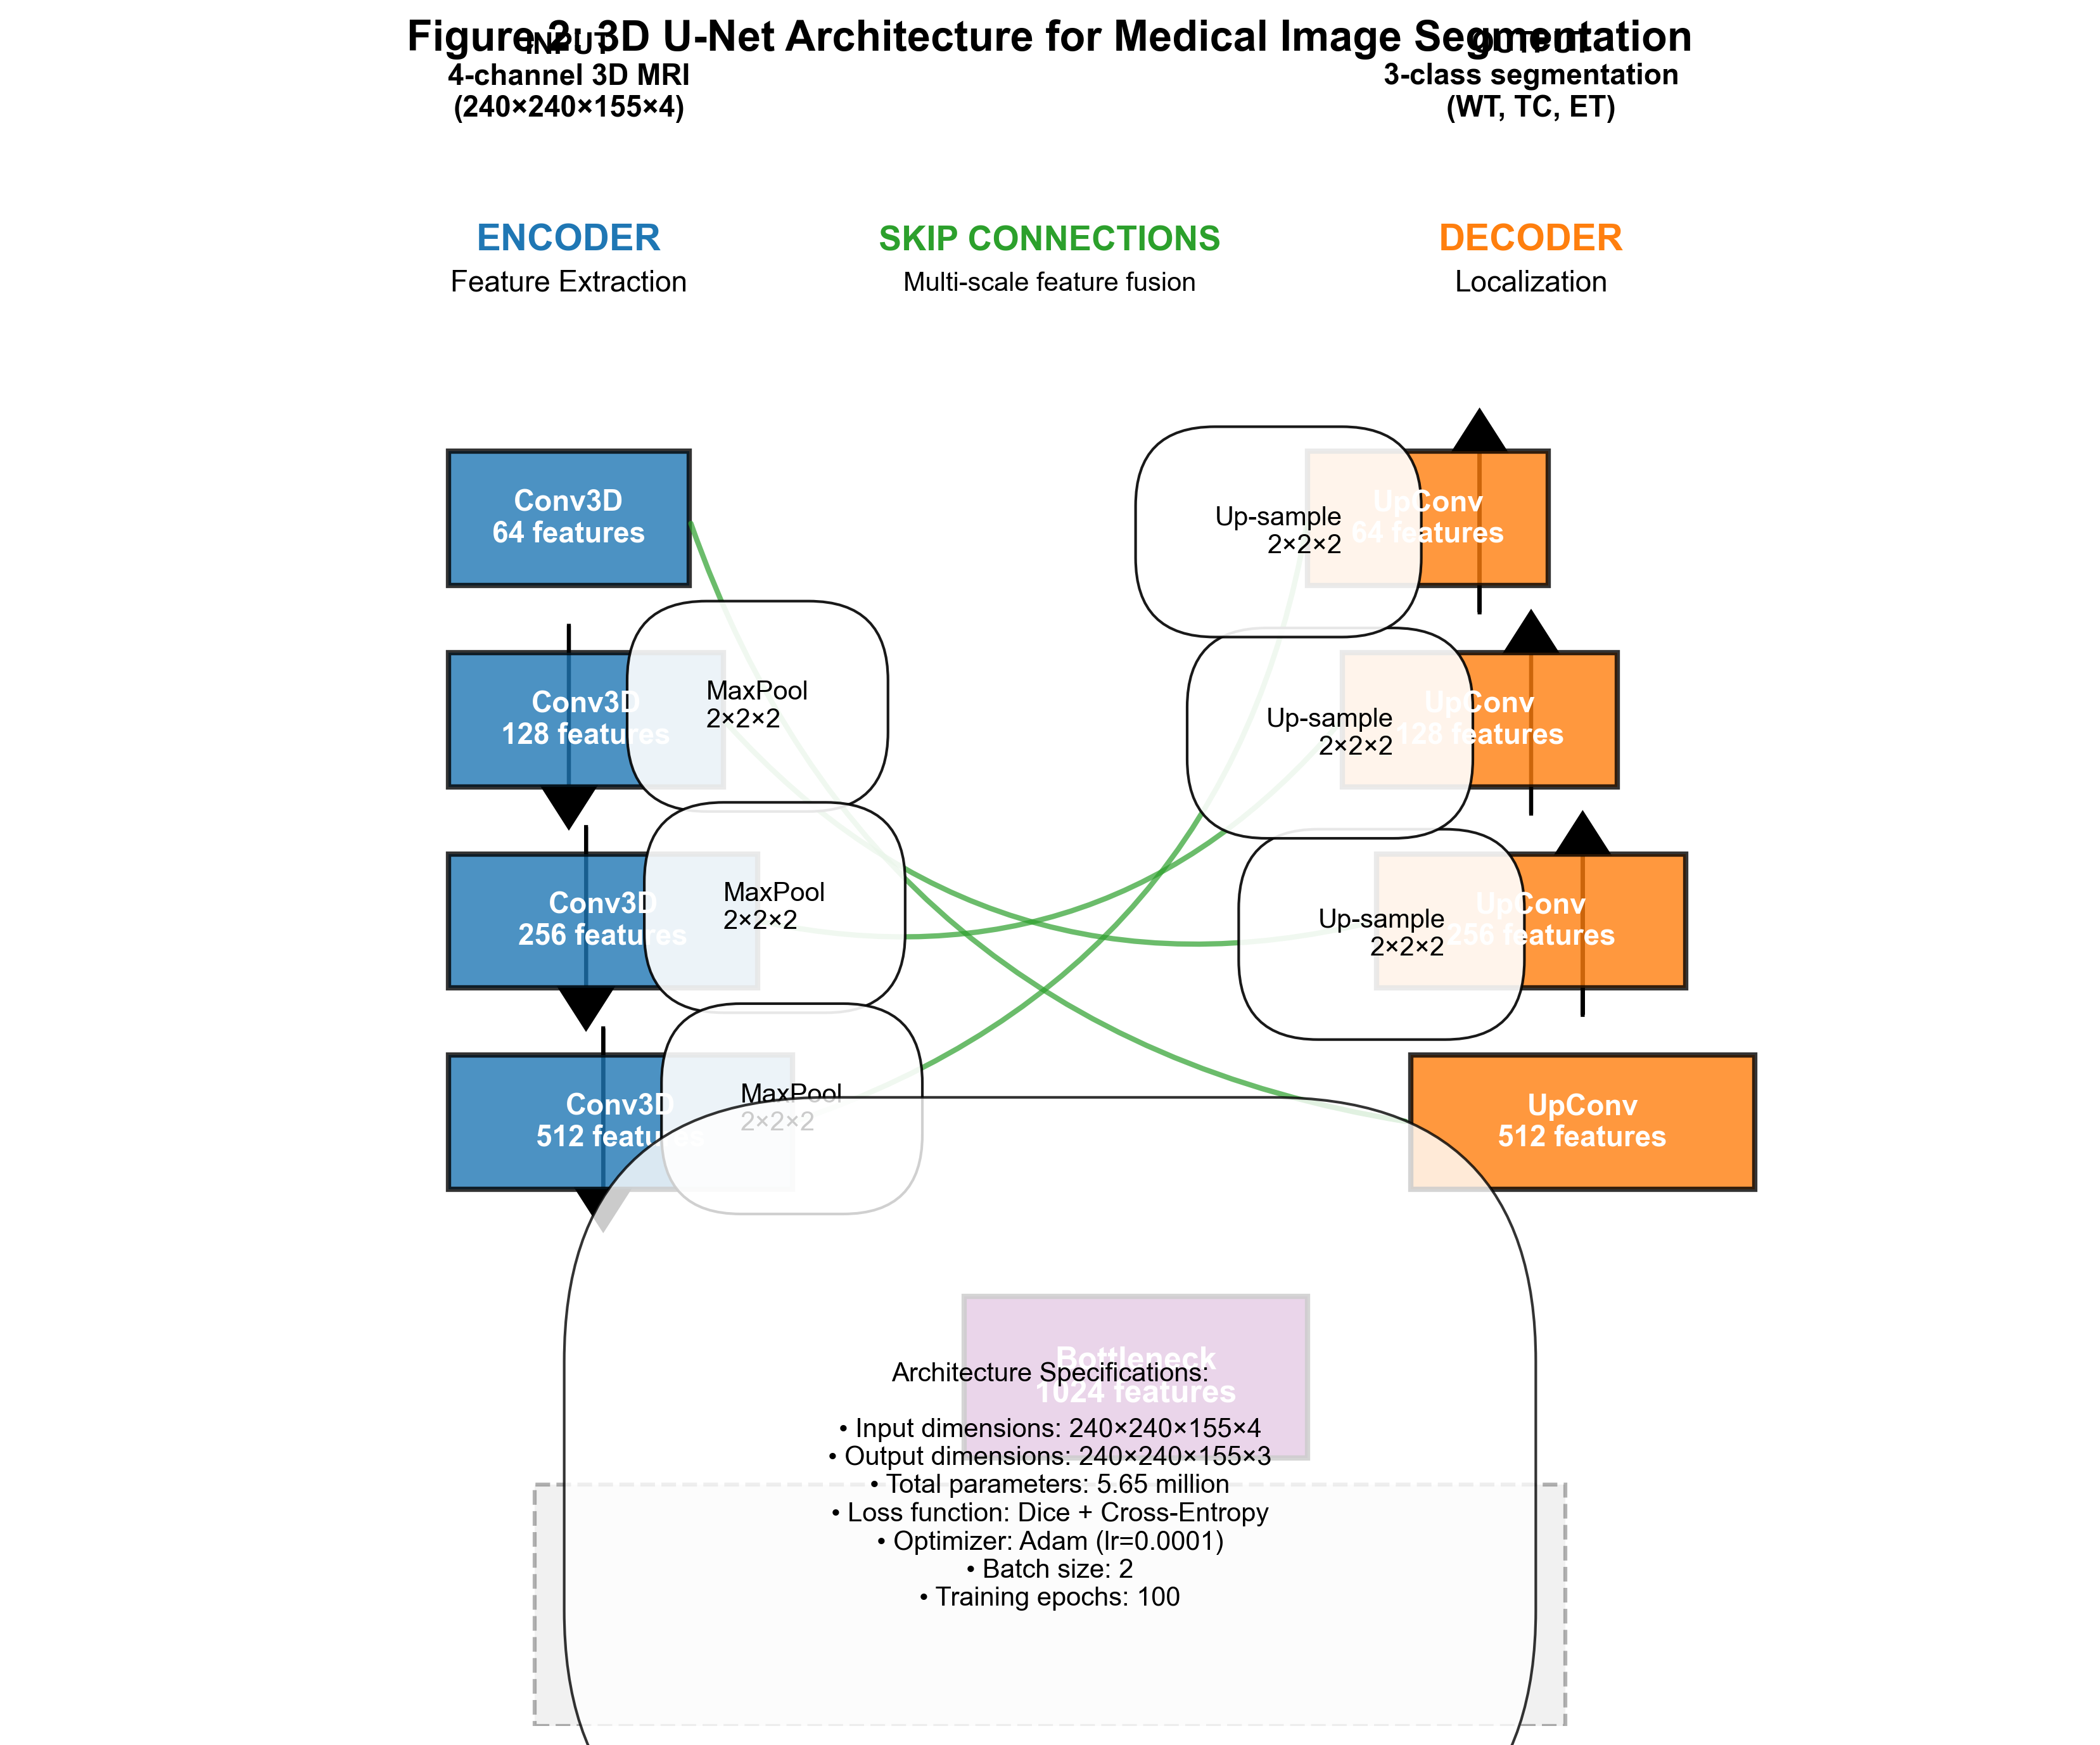 Figure 2: 3D U-Net Architecture for Medical Image Segmentation
INPUT
4-channel 3D MRI
(240×240×155×4)
OUTPUT
3-class segmentation
(WT, TC, ET)
ENCODER
Feature Extraction
SKIP CONNECTIONS
Multi-scale feature fusion
DECODER
Localization
Conv3D
64 features
Up-sample
2×2×2
UpConv
64 features
Conv3D
128 features
MaxPool
2×2×2
Up-sample
2×2×2
UpConv
128 features
Conv3D
256 features
MaxPool
2×2×2
Up-sample
2×2×2
UpConv
256 features
Conv3D
512 features
MaxPool
2×2×2
UpConv
512 features
Bottleneck
1024 features
Architecture Specifications:
• Input dimensions: 240×240×155×4
• Output dimensions: 240×240×155×3
• Total parameters: 5.65 million
• Loss function: Dice + Cross-Entropy
• Optimizer: Adam (lr=0.0001)
• Batch size: 2
• Training epochs: 100